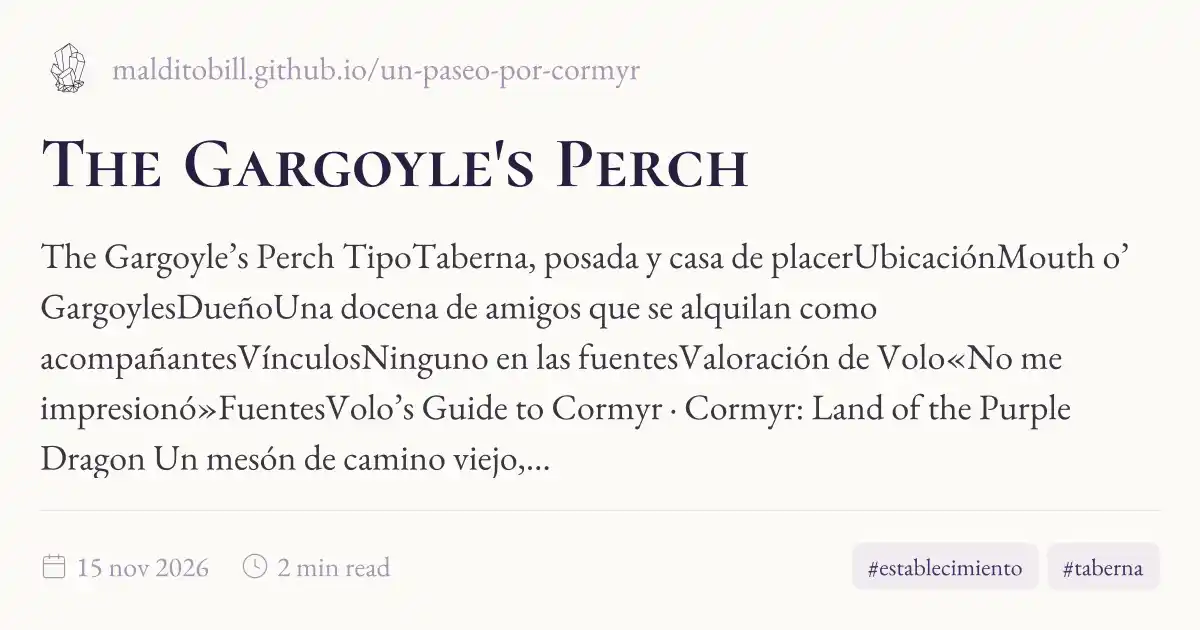 malditobill.github.io/un-paseo-por-cormyr
The Gargoyle's Perch
The Gargoyle’s Perch TipoTaberna, posada y casa de placerUbicaciónMouth o’
GargoylesDueñoUna docena de amigos que se alquilan como
acompañantesVínculosNinguno en las fuentesValoración de Volo«No me
impresionó»FuentesVolo’s Guide to Cormyr · Cormyr: Land of the Purple
Dragon Un mesón de camino viejo,...
15 nov 2026 2 min read #establecimiento #taberna